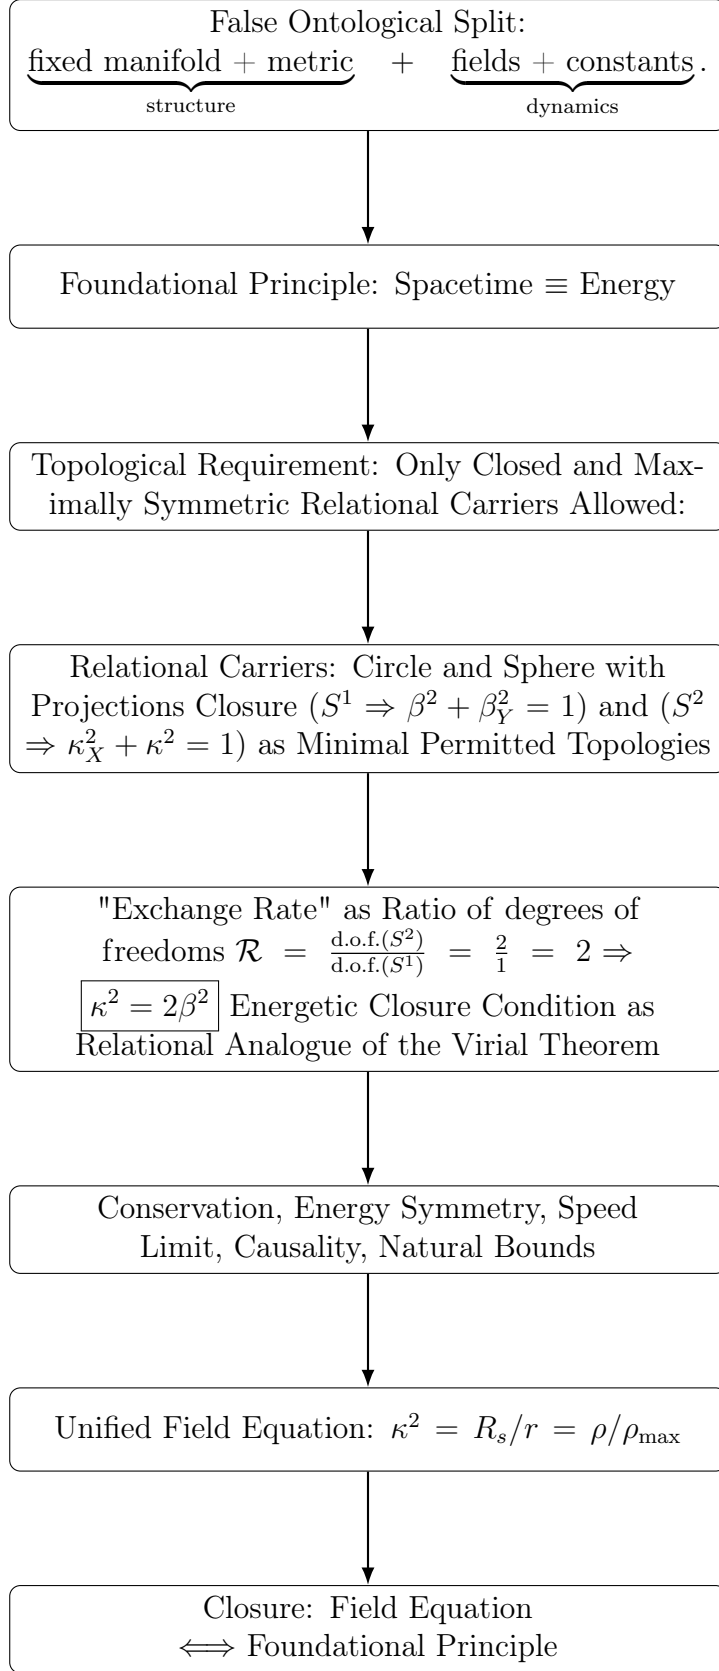 False Ontological Split:
fixed manifold + metric + fields + constants.
structure dynamics
Foundational Principle: Spacetime ≡ Energy
Topological Requirement: Only Closed and Max-
imally Symmetric Relational Carriers Allowed:
Relational Carriers: Circle and Sphere with
Projections Closure (S¹ ⇒ β² + β_Y² = 1) and (S²
⇒ κ_X² + κ² = 1) as Minimal Permitted Topologies
"Exchange Rate" as Ratio of degrees of
freedoms ℛ = d.o.f.(S²)/d.o.f.(S¹) = 2/1 = 2 ⇒
κ² = 2β² Energetic Closure Condition as
Relational Analogue of the Virial Theorem
Conservation, Energy Symmetry, Speed
Limit, Causality, Natural Bounds
Unified Field Equation: κ² = R_s/r = ρ/ρ_max
Closure: Field Equation
⟺ Foundational Principle